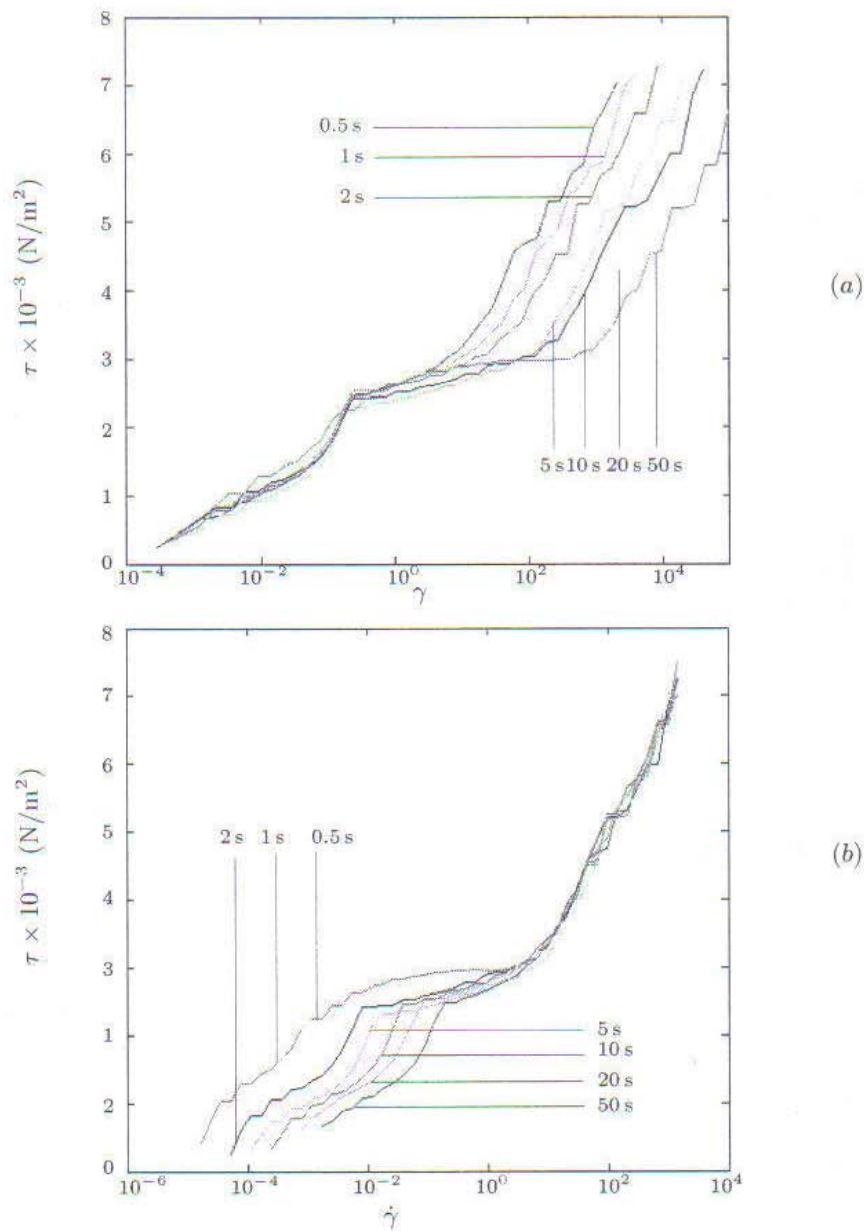 8
7
0.5 s
1 s
6
2 s
5
τ × 10⁻³ (N/m²)
(a)
4
3
2
5 s 10 s 20 s 50 s
1
0
10⁻⁴ 10⁻² 10⁰ 10² 10⁴
γ
8
7
6
2 s 1 s 0.5 s
5
τ × 10⁻³ (N/m²)
(b)
4
3
1
5 s
10 s
20 s
2
50 s
0
10⁻⁶ 10⁻⁴ 10⁻² 10⁰ 10² 10⁴
γ̇